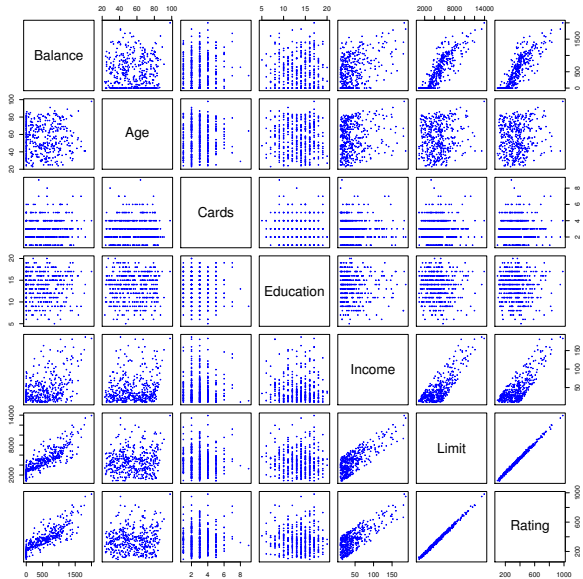 20 40 60 80 100 5 10 15 20 2000 8000 14000
Balance
0 500 1500
20 40 60 80 100
Age
Cards
2 4 6 8
5 10 15 20
Education
Income
50 100 150
2000 8000 14000
Limit
Rating
200 600 1000
0 500 1500 2 4 6 8 50 100 150 200 600 1000